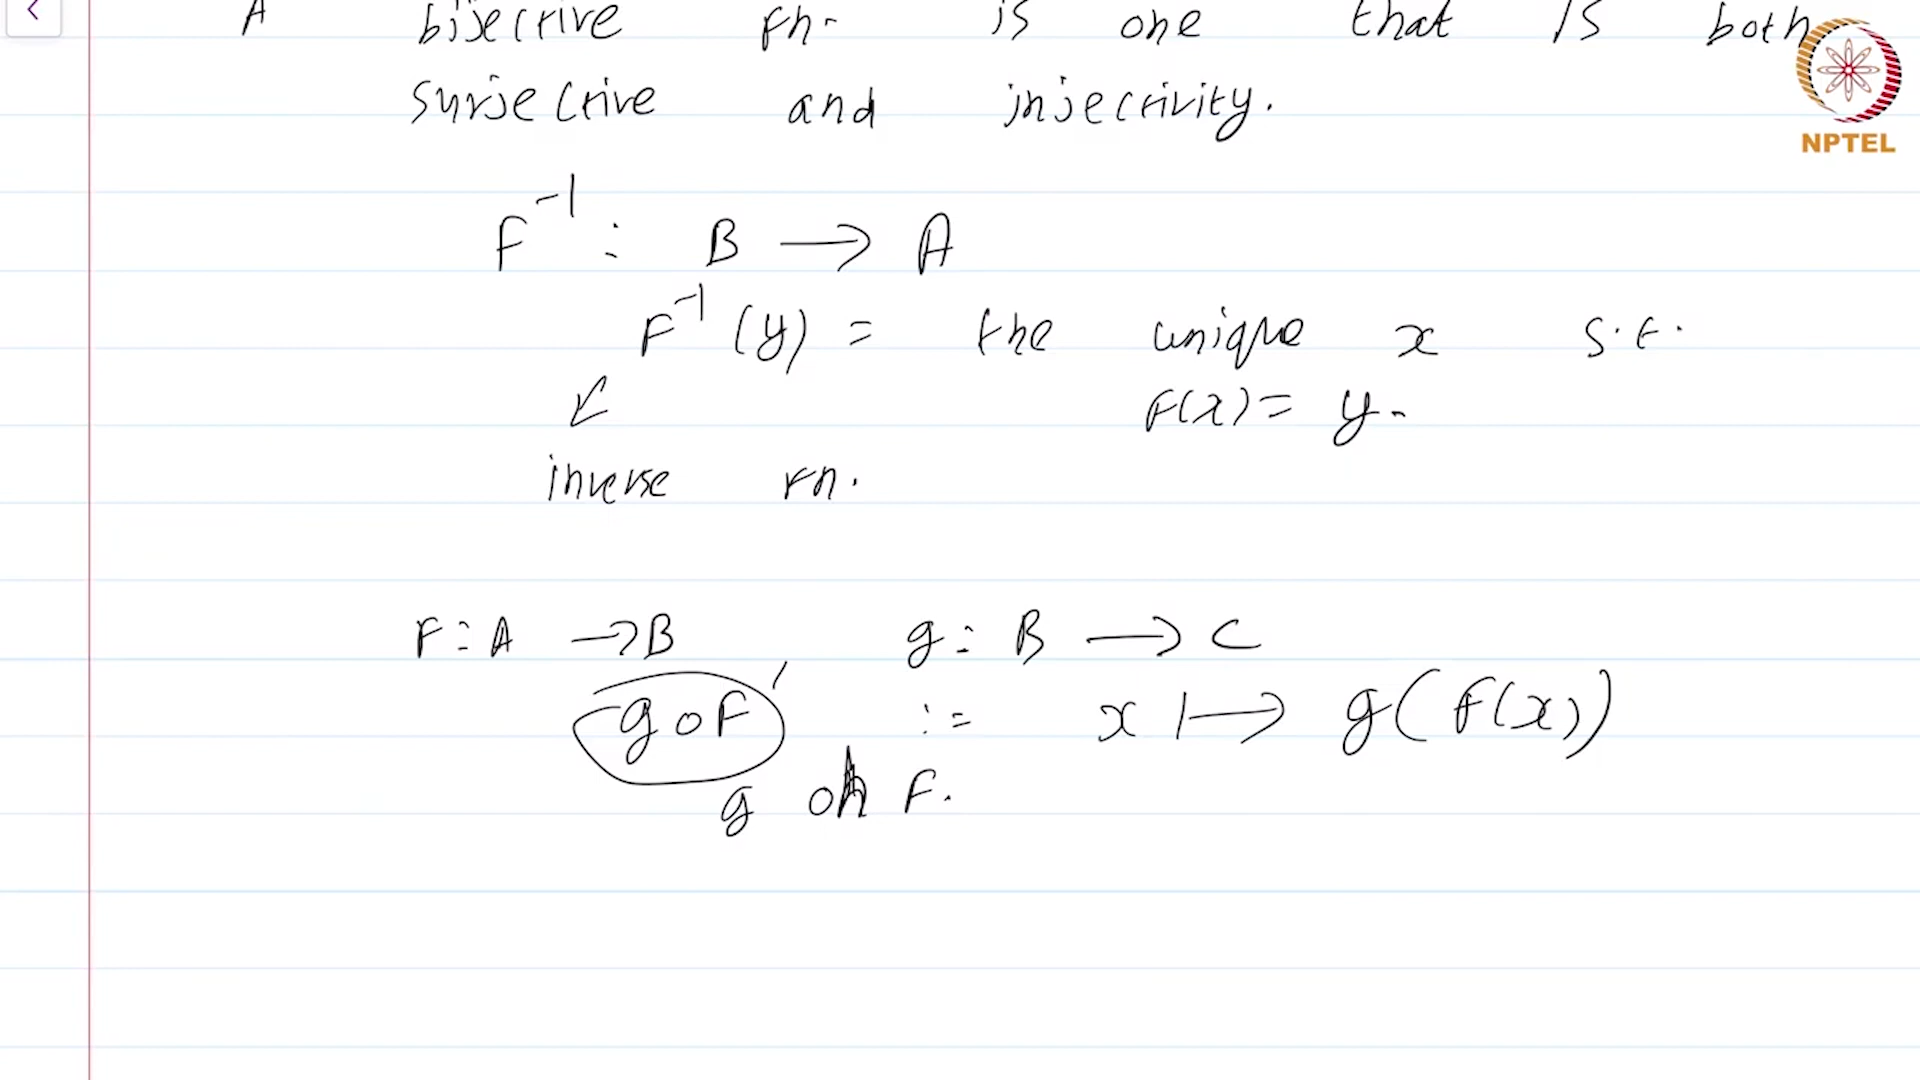 A bijective fn. is one that is both
surjective and injectivity.
NPTEL
F⁻¹ : B → A
F⁻¹(y) = the unique x s.t.
F(x) = y.
inverse fn.
F : A → B g : B → C
g o F := x ↦ g(F(x))
g on F.